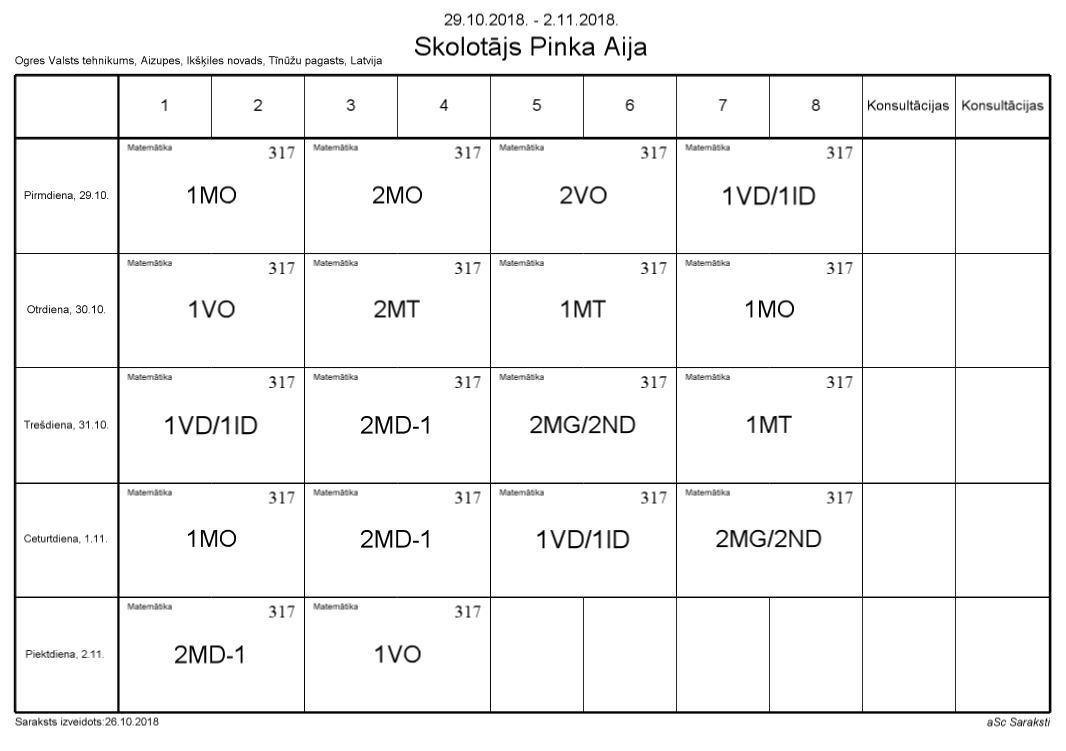 29.10.2018. - 2.11.2018.
Skolotājs Pinka Aija
Ogres Valsts tehnikums, Aizupes, Ikšķiles novads, Tīnūžu pagasts, Latvija
1 2 3 4 5 6 7 8 Konsultācijas Konsultācijas
Matemātika 317 Matemātika 317 Matemātika 317 Matemātika 317
Pirmdiena, 29.10. 1MO 2MO 2VO 1VD/1ID
Matemātika 317 Matemātika 317 Matemātika 317 Matemātika 317
Otrdiena, 30.10. 1VO 2MT 1MT 1MO
Matemātika 317 Matemātika 317 Matemātika 317 Matemātika 317
Trešdiena, 31.10. 1VD/1ID 2MD-1 2MG/2ND 1MT
Matemātika 317 Matemātika 317 Matemātika 317 Matemātika 317
Ceturtdiena, 1.11. 1MO 2MD-1 1VD/1ID 2MG/2ND
Matemātika 317 Matemātika 317
Piektdiena, 2.11. 2MD-1 1VO
Saraksts izveidots:26.10.2018 aSc Saraksti